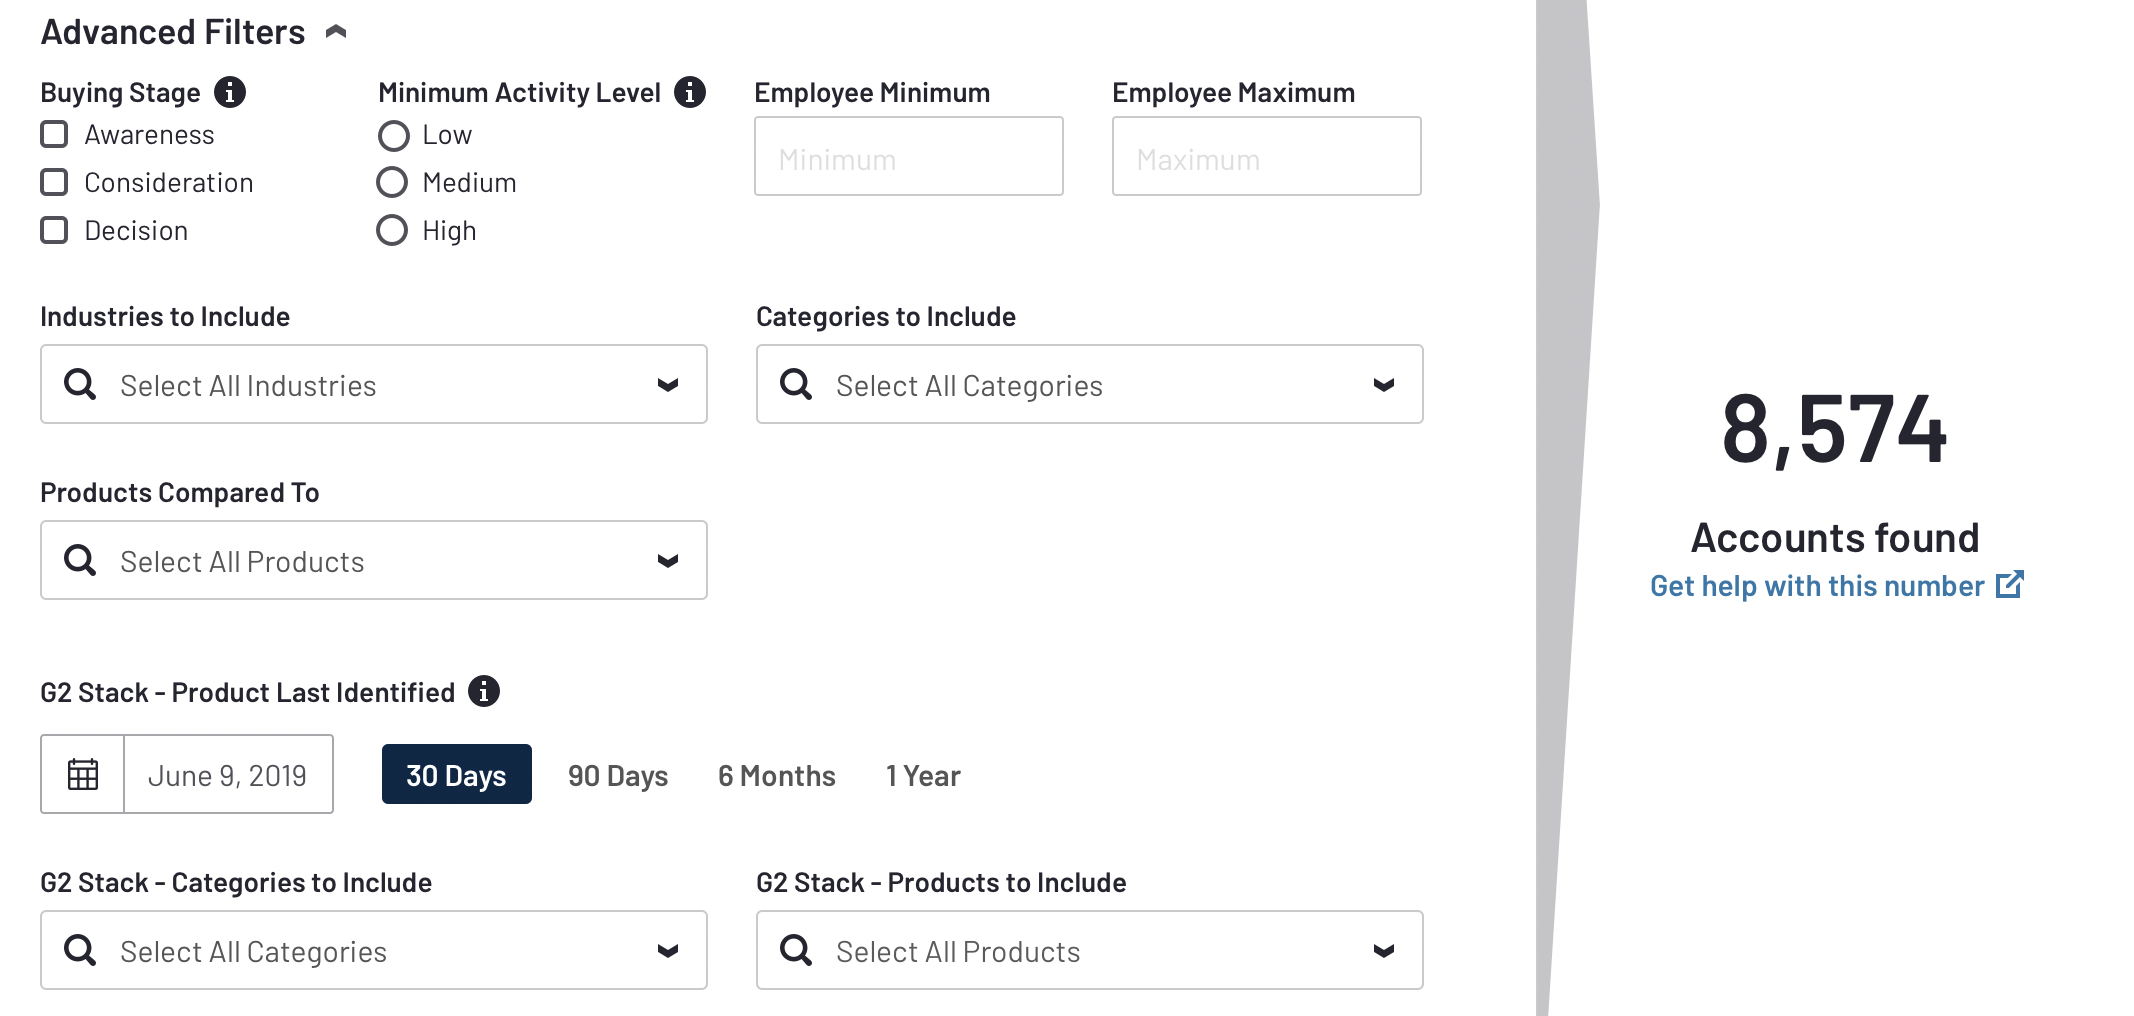 Advanced Filters
Buying Stage
Awareness
Consideration
Decision
Minimum Activity Level
Low
Medium
High
Employee Minimum
Minimum
Employee Maximum
Maximum
Industries to Include
Select All Industries
Categories to Include
Select All Categories
Products Compared To
Select All Products
G2 Stack - Product Last Identified
June 9, 2019
30 Days
90 Days
6 Months
1 Year
G2 Stack - Categories to Include
Select All Categories
G2 Stack - Products to Include
Select All Products
8,574
Accounts found
Get help with this number